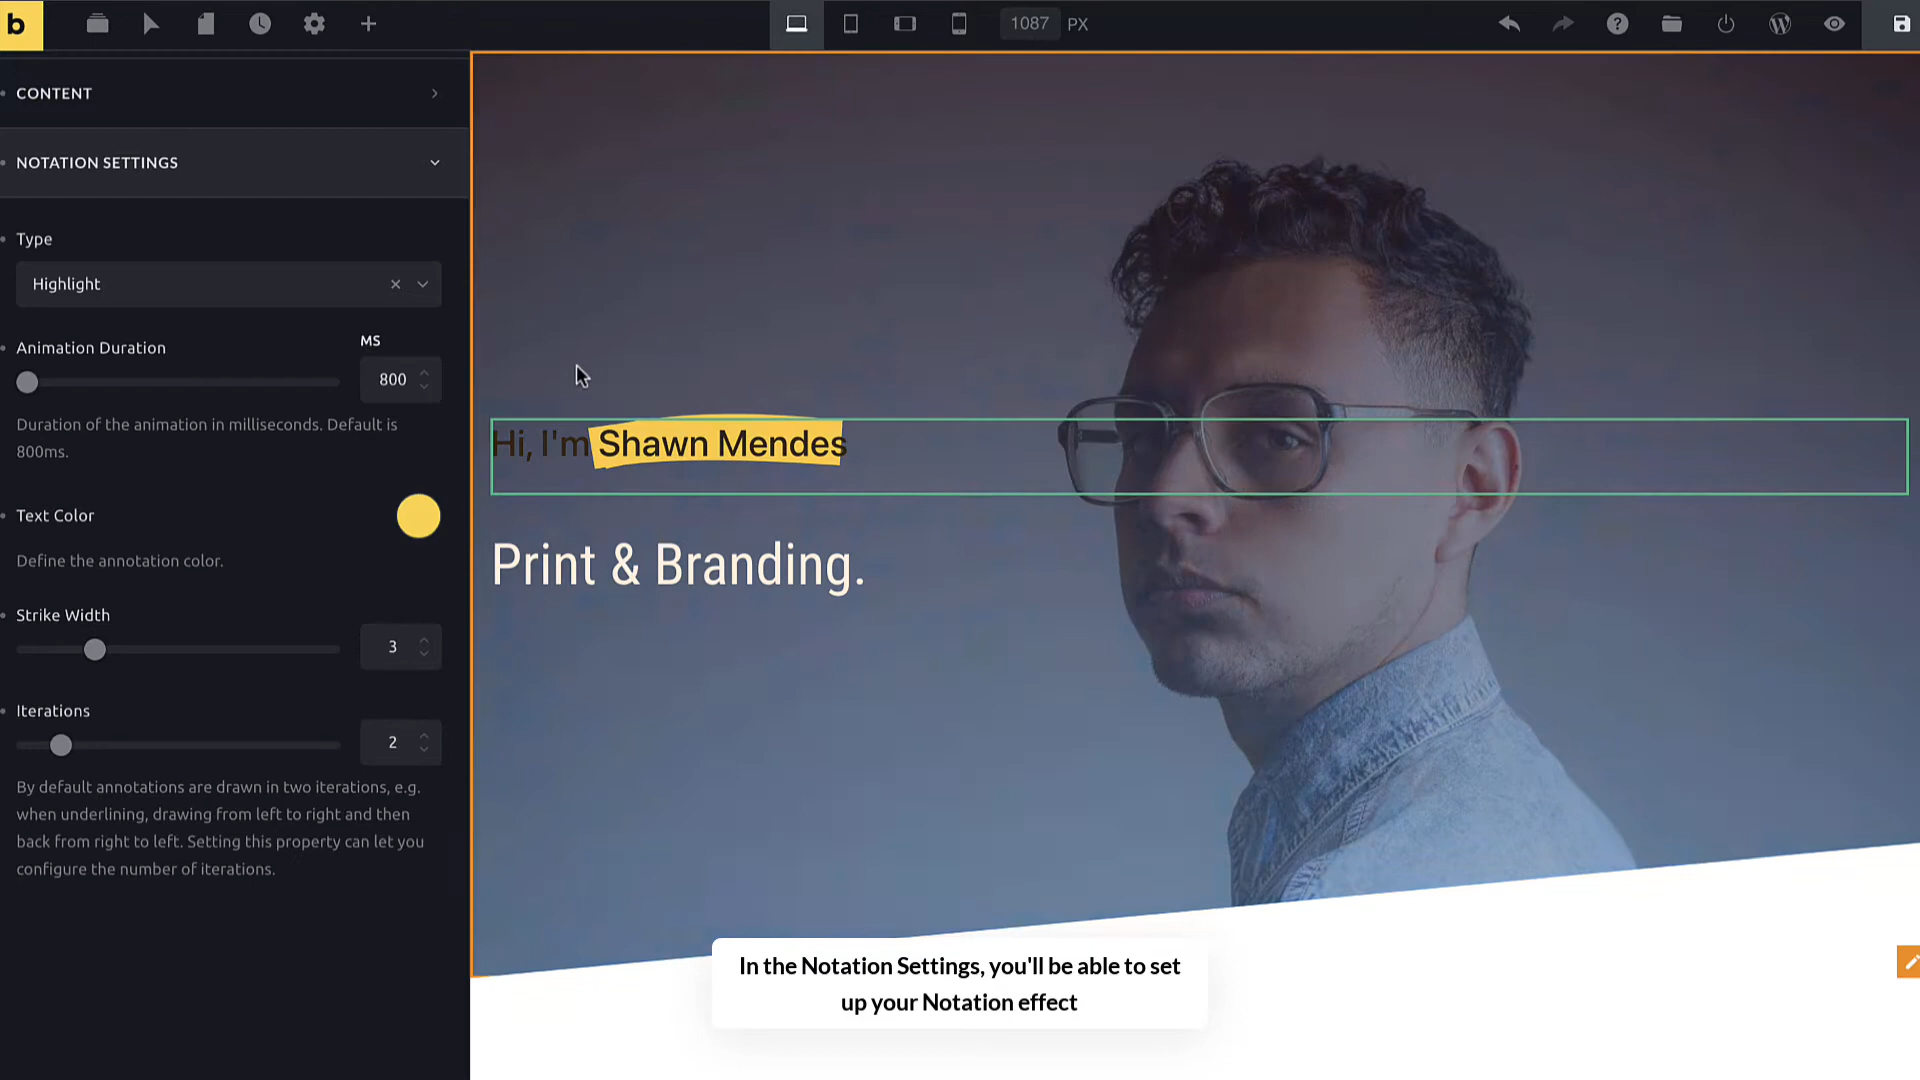 b
1087 PX
CONTENT
NOTATION SETTINGS
Type
Highlight
Animation Duration
MS
800
Duration of the animation in milliseconds. Default is
800ms.
Text Color
Define the annotation color.
Strike Width
3
Iterations
2
By default annotations are drawn in two iterations, e.g.
when underlining, drawing from left to right and then
back from right to left. Setting this property can let you
configure the number of iterations.
Hi, I'm Shawn Mendes
Print & Branding.
In the Notation Settings, you'll be able to set
up your Notation effect